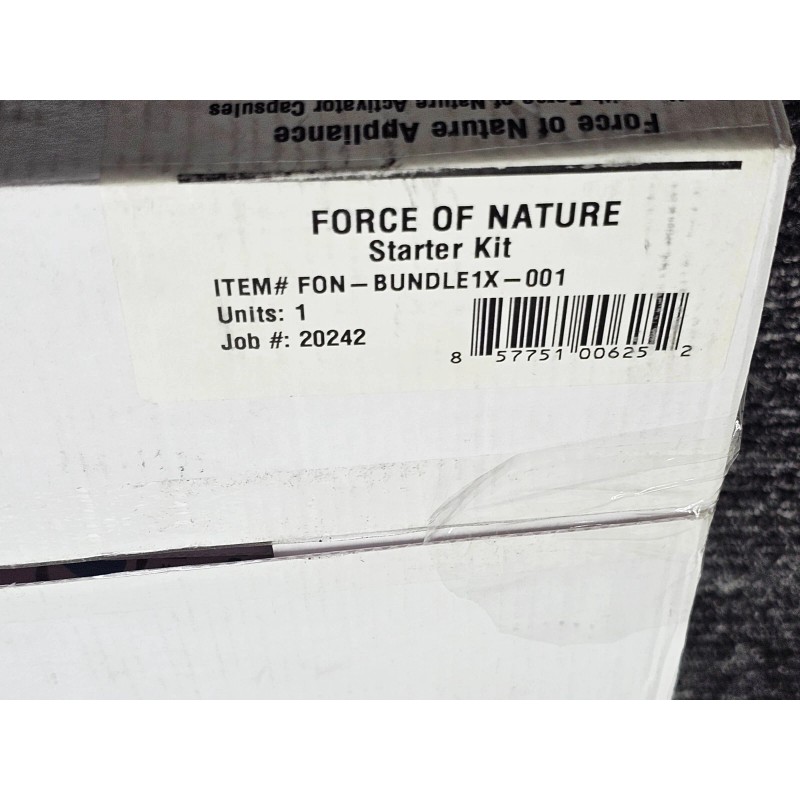 Force of Nature Appliance
of Nature Activator Capsules
FORCE OF NATURE
Starter Kit
ITEM# FON-BUNDLE1X-001
Units: 1
Job #: 20242
8 57751 00625 2